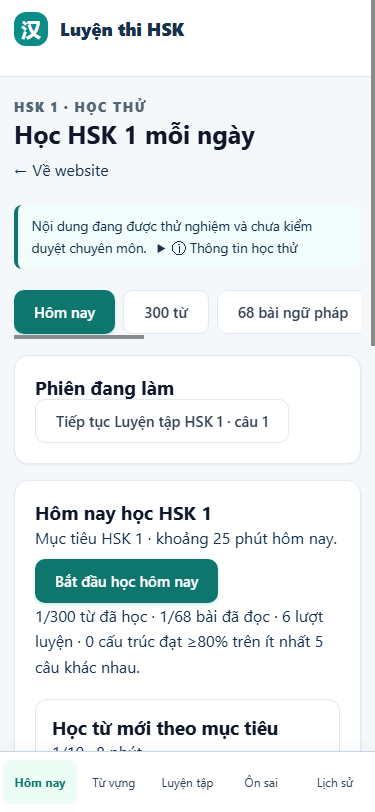 汉 Luyện thi HSK
HSK 1 · HỌC THỬ
Học HSK 1 mỗi ngày
← Về website
Nội dung đang được thử nghiệm và chưa kiểm
duyệt chuyên môn. ▶ ⓘ Thông tin học thử
Hôm nay 300 từ 68 bài ngữ pháp
Phiên đang làm
Tiếp tục Luyện tập HSK 1 · câu 1
Hôm nay học HSK 1
Mục tiêu HSK 1 · khoảng 25 phút hôm nay.
Bắt đầu học hôm nay
1/300 từ đã học · 1/68 bài đã đọc · 6 lượt
luyện · 0 cấu trúc đạt ≥80% trên ít nhất 5
câu khác nhau.
Học từ mới theo mục tiêu
1/10 · 8 phút
Hôm nay Từ vựng Luyện tập Ôn sai Lịch sử